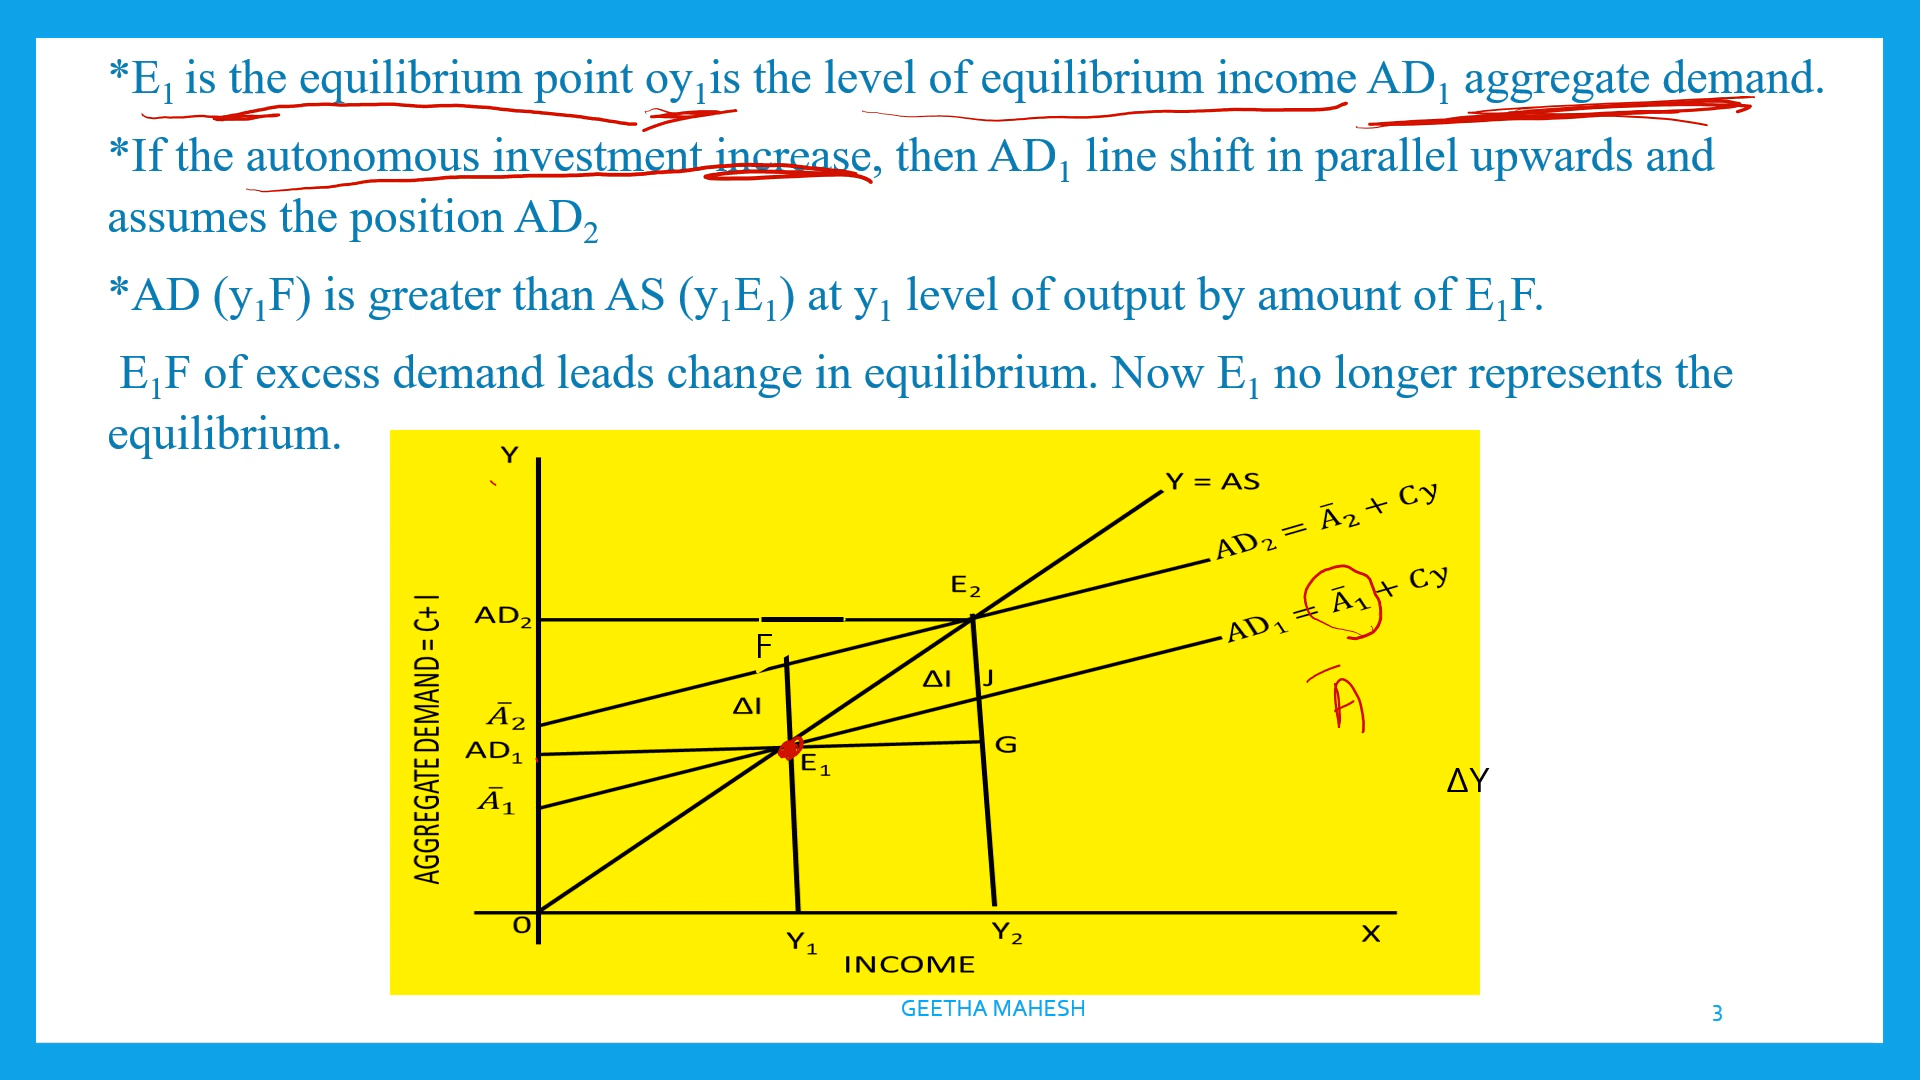 *E₁ is the equilibrium point oy₁is the level of equilibrium income AD₁ aggregate demand.
*If the autonomous investment increase, then AD₁ line shift in parallel upwards and
assumes the position AD₂
*AD (y₁F) is greater than AS (y₁E₁) at y₁ level of output by amount of E₁F.
E₁F of excess demand leads change in equilibrium. Now E₁ no longer represents the
equilibrium.
Y
Y = AS
AD₂ = Ā₂ + Cy
E₂
AD₁ = Ā₁ + Cy
AD₂
F
ΔI
J
Ā
ΔI
Ā₂
AD₁
G
E₁
ΔY
Ā₁
AGGREGATE DEMAND = C+ I
O
Y₁
Y₂
X
INCOME
GEETHA MAHESH
3